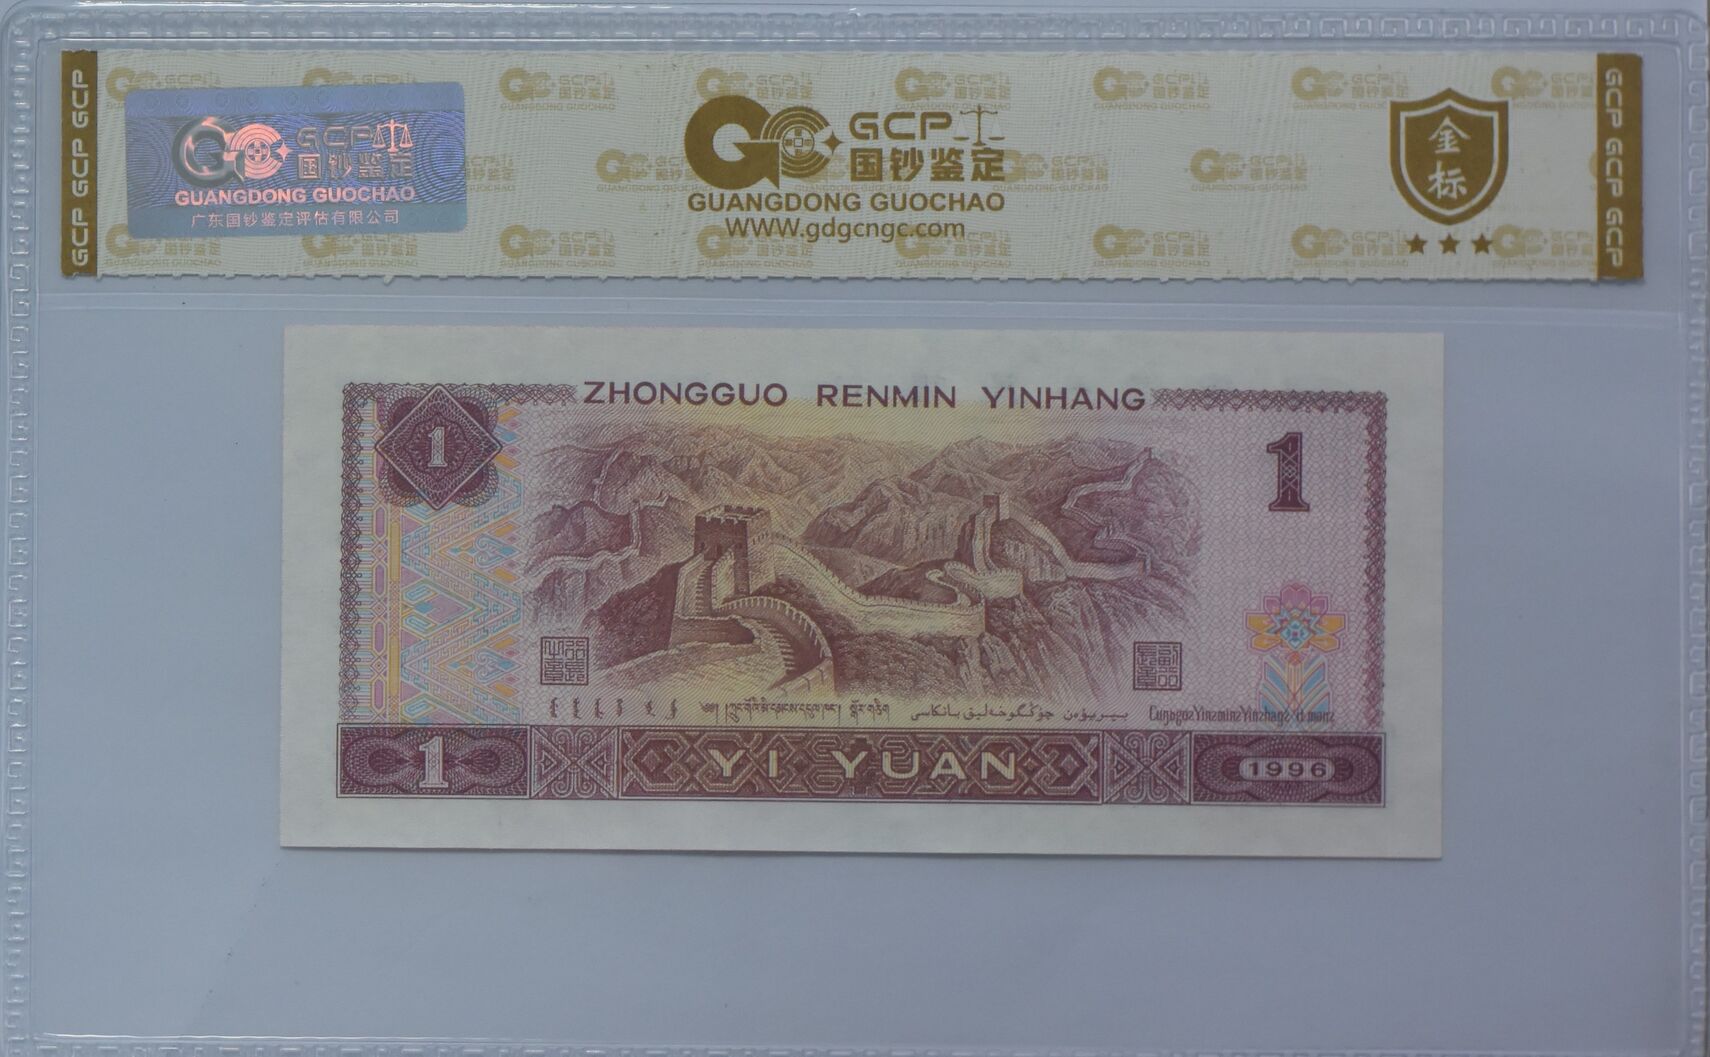 GCP GCP GCP
GCP
国钞鉴定
GUANGDONG GUOCHAO
广东国钞鉴定评估有限公司
GCP
国钞鉴定
GUANGDONG GUOCHAO
WWW.gdgcngc.com
金标
GCP GCP GCP
ZHONGGUO RENMIN YINHANG
1
1
1
YI YUAN
1996